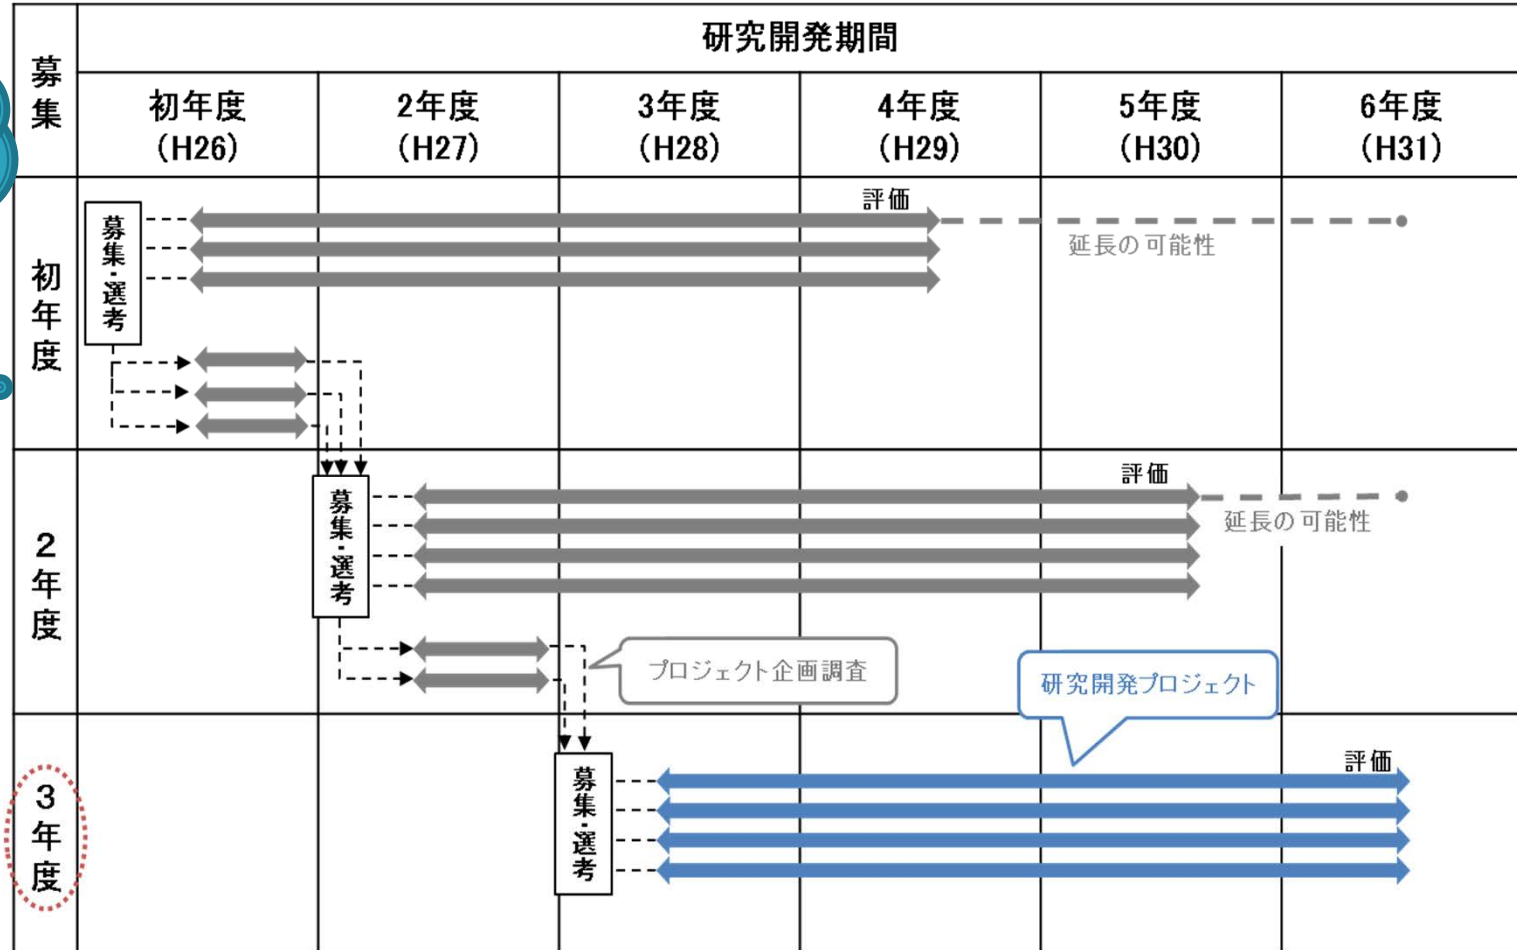 募集
研究開発期間
初年度
(H26)
2年度
(H27)
3年度
(H28)
4年度
(H29)
5年度
(H30)
6年度
(H31)
初年度
募集・選考
評価
延長の可能性
2年度
募集・選考
評価
延長の可能性
プロジェクト企画調査
研究開発プロジェクト
3年度
募集・選考
評価